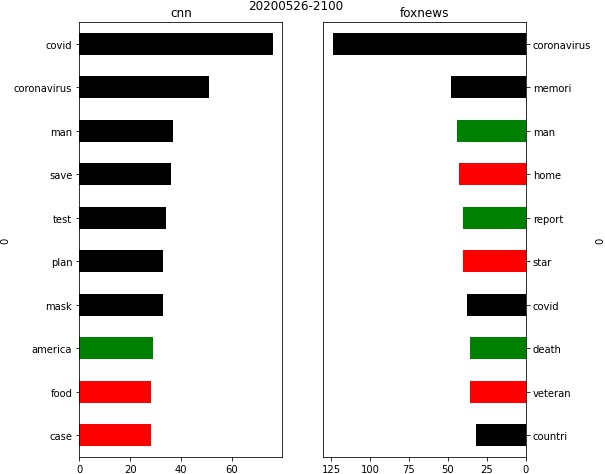 20200526-2100
cnn
foxnews
covid
coronavirus
man
save
test
plan
mask
america
food
case
0
0 20 40 60
coronavirus
memori
man
home
report
star
covid
death
veteran
countri
0
125 100 75 50 25 0